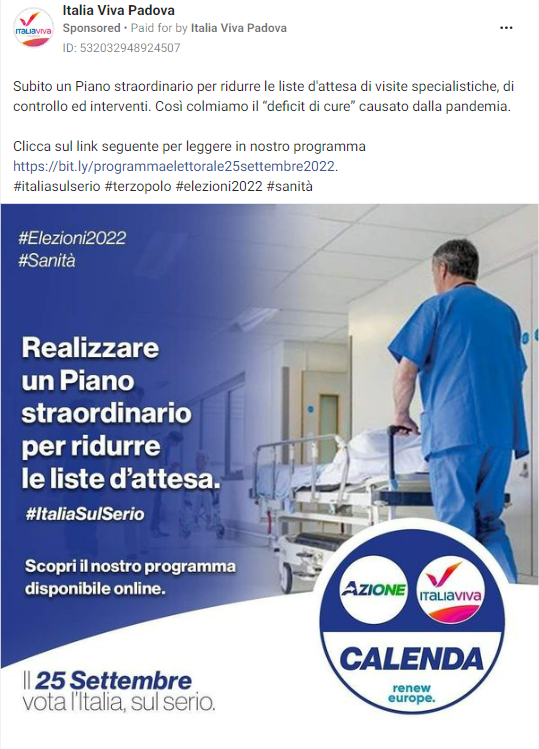 Italia Viva Padova
Sponsored • Paid for by Italia Viva Padova
ID: 532032948924507
Subito un Piano straordinario per ridurre le liste d'attesa di visite specialistiche, di
controllo ed interventi. Così colmiamo il “deficit di cure” causato dalla pandemia.
Clicca sul link seguente per leggere in nostro programma
https://bit.ly/programmaelettorale25settembre2022.
#italiasulserio #terzopolo #elezioni2022 #sanità
#Elezioni2022
#Sanità
Realizzare
un Piano
straordinario
per ridurre
le liste d'attesa.
#ItaliaSulSerio
Scopri il nostro programma
disponibile online.
AZIONE
ITALIAVIVA
CALENDA
renew
europe.
Il 25 Settembre
vota l'Italia, sul serio.